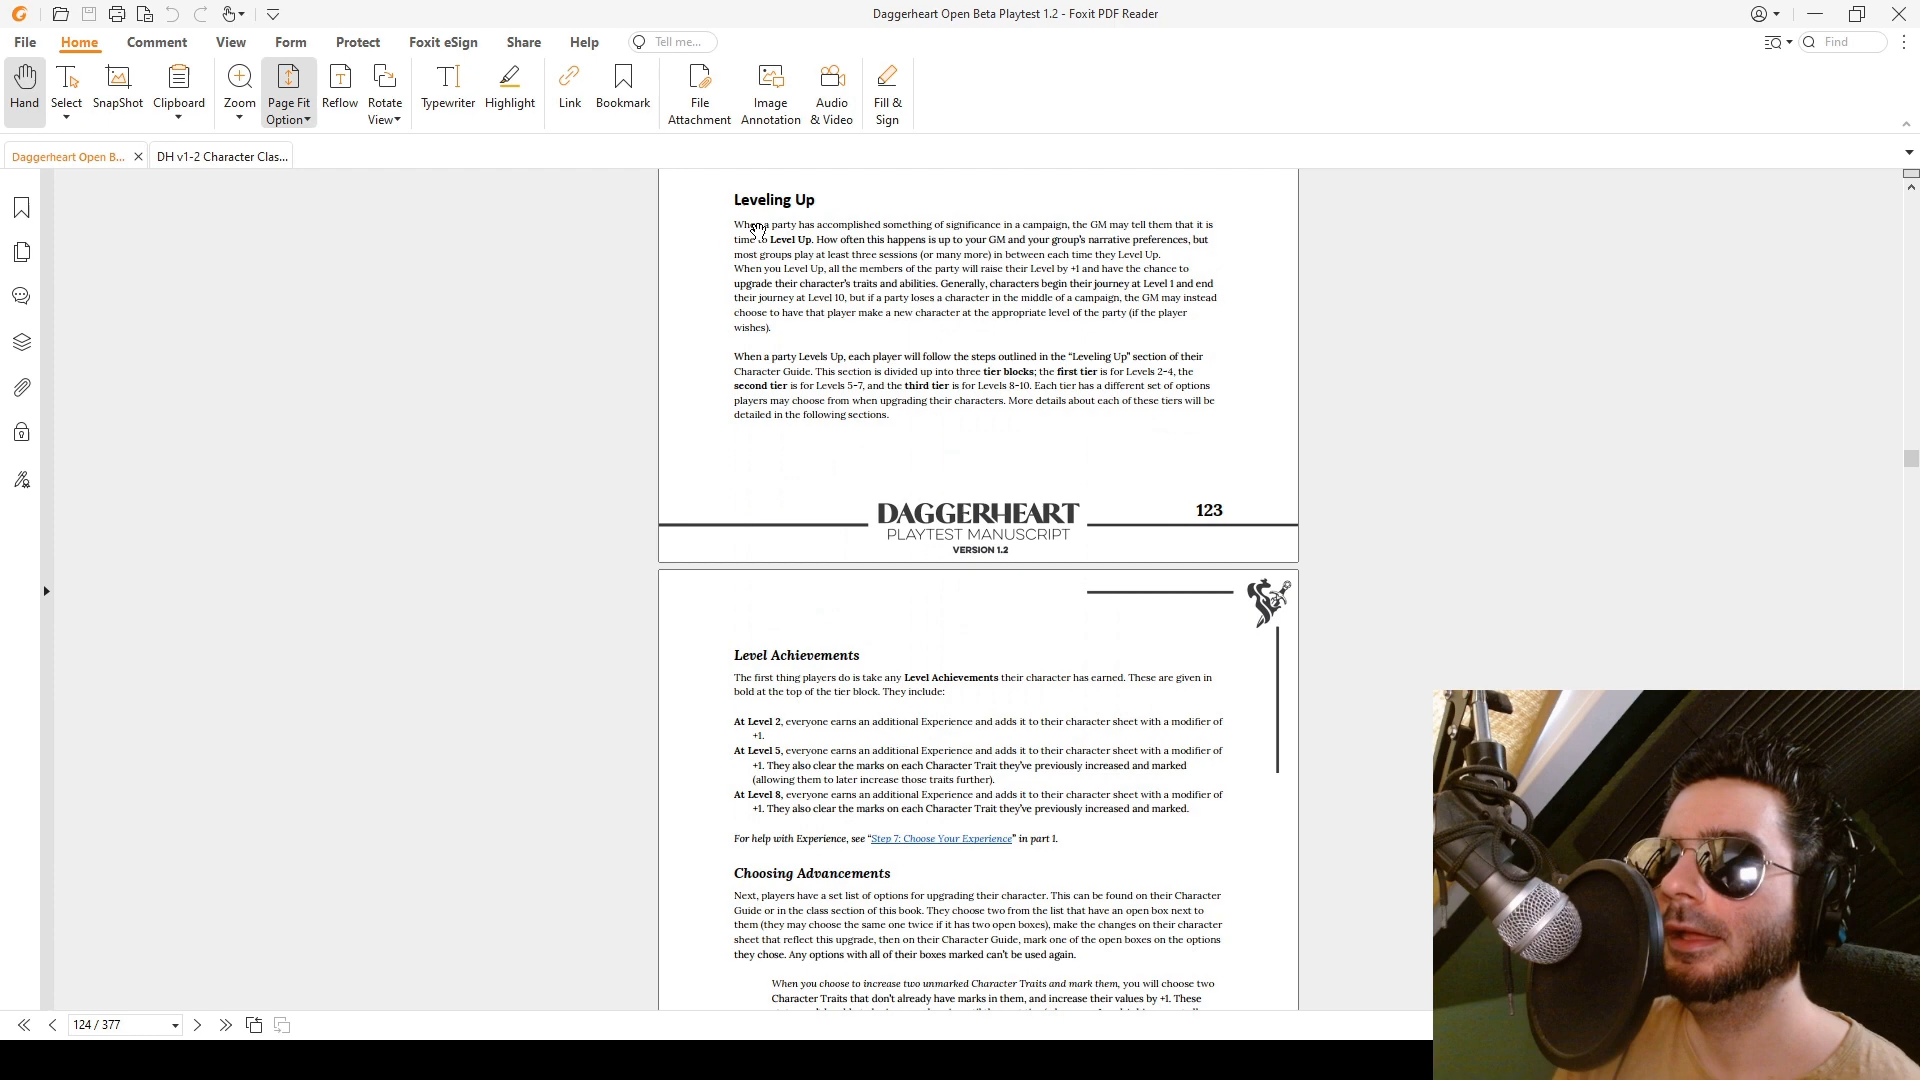 Daggerheart Open Beta Playtest 1.2 - Foxit PDF Reader
File Home Comment View Form Protect Foxit eSign Share Help Tell me... Find
Hand Select SnapShot Clipboard Zoom Page Fit Option Reflow Rotate View Typewriter Highlight Link Bookmark File Attachment Image Annotation Audio & Video Fill & Sign
Daggerheart Open B... DH v1-2 Character Clas...
Leveling Up
When a party has accomplished something of significance in a campaign, the GM may tell them that it is
time to Level Up. How often this happens is up to your GM and your group's narrative preferences, but
most groups play at least three sessions (or many more) in between each time they Level Up.
When you Level Up, all the members of the party will raise their Level by +1 and have the chance to
upgrade their character's traits and abilities. Generally, characters begin their journey at Level 1 and end
their journey at Level 10, but if a party loses a character in the middle of a campaign, the GM may instead
choose to have that player make a new character at the appropriate level of the party (if the player
wishes).
When a party Levels Up, each player will follow the steps outlined in the “Leveling Up” section of their
Character Guide. This section is divided up into three tier blocks; the first tier is for Levels 2-4, the
second tier is for Levels 5-7, and the third tier is for Levels 8-10. Each tier has a different set of options
players may choose from when upgrading their characters. More details about each of these tiers will be
detailed in the following sections.
DAGGERHEART
123
PLAYTEST MANUSCRIPT
VERSION 1.2
Level Achievements
The first thing players do is take any Level Achievements their character has earned. These are given in
bold at the top of the tier block. They include:
At Level 2, everyone earns an additional Experience and adds it to their character sheet with a modifier of
+1.
At Level 5, everyone earns an additional Experience and adds it to their character sheet with a modifier of
+1. They also clear the marks on each Character Trait they've previously increased and marked
(allowing them to later increase those traits further).
At Level 8, everyone earns an additional Experience and adds it to their character sheet with a modifier of
+1. They also clear the marks on each Character Trait they've previously increased and marked.
For help with Experience, see “Step 7: Choose Your Experience” in part 1.
Choosing Advancements
Next, players have a set list of options for upgrading their character. This can be found on their Character
Guide or in the class section of this book. They choose two from the list that have an open box next to
them (they may choose the same one twice if it has two open boxes), make the changes on their character
sheet that reflect this upgrade, then on their Character Guide, mark one of the open boxes on the options
they chose. Any options with all of their boxes marked can't be used again.
When you choose to increase two unmarked Character Traits and mark them, you will choose two
Character Traits that don't already have marks in them, and increase their values by +1. These
124 / 377